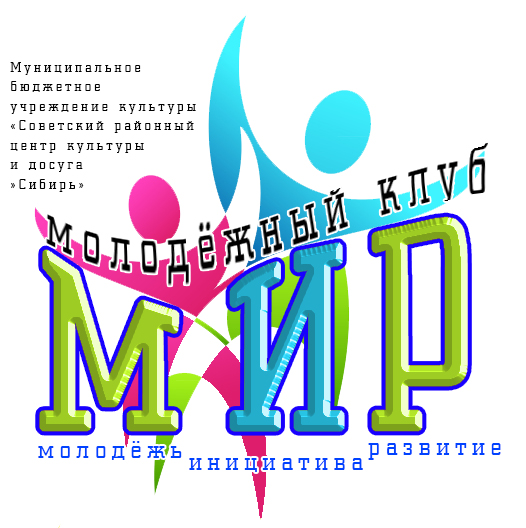 Муниципальное
бюджетное
учреждение культуры
«Советский районный
центр культуры
и досуга
»Сибирь»
молодёжный клуб
МИР
молодёжь инициатива развитие